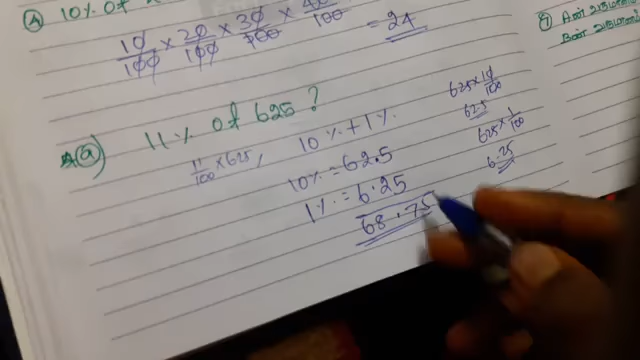 Ⓐ 10% of
10/100 × 20/100 × 30/100 × 100 = 24
ⓐ 11% of 625 ?
11/100 × 625
10% + 1%
10% = 62.5
1% = 6.25
68.75
625 × 10/100
62.5
625 × 1/100
6.25